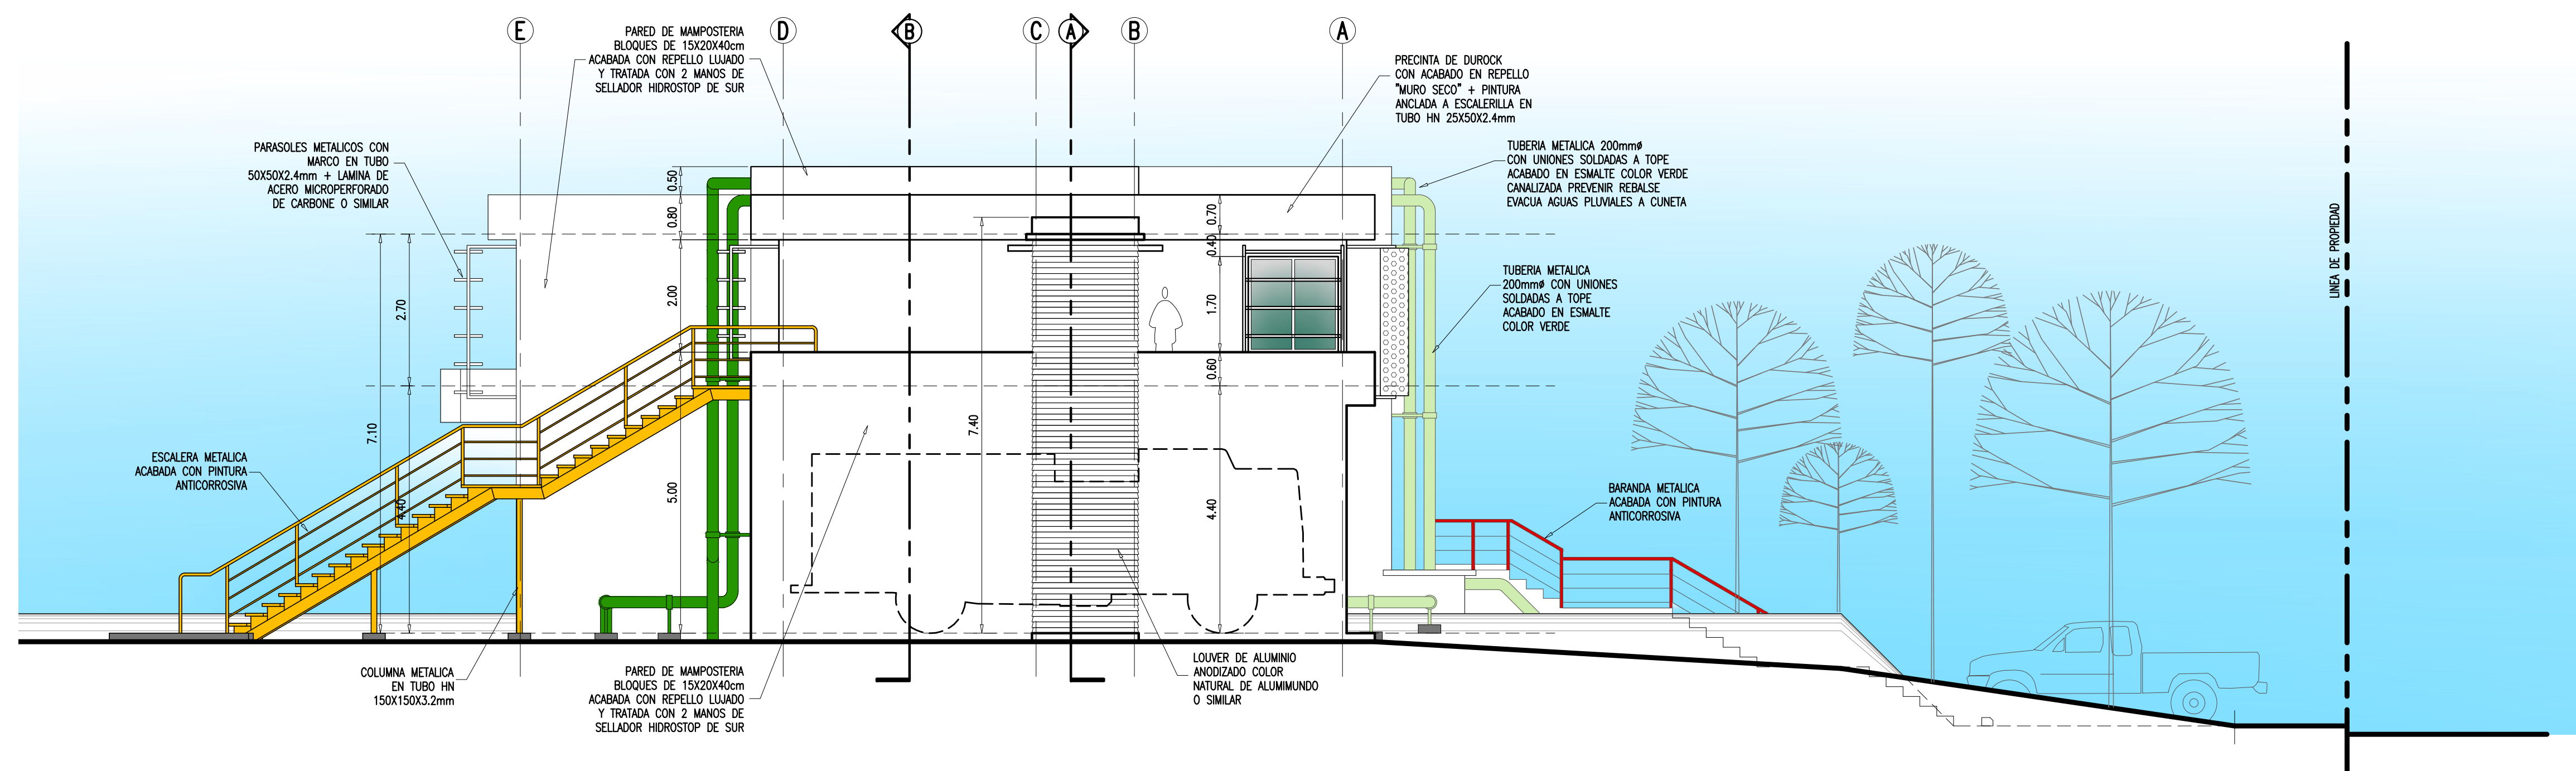 E
D
B
C
A
B
A
PARED DE MAMPOSTERIA
BLOQUES DE 15X20X40cm
ACABADA CON REPELLO LUJADO
Y TRATADA CON 2 MANOS DE
SELLADOR HIDROSTOP DE SUR
PRECINTA DE DUROCK
CON ACABADO EN REPELLO
"MURO SECO" + PINTURA
ANCLADA A ESCALERILLA EN
TUBO HN 25X50X2.4mm
PARASOLES METALICOS CON
MARCO EN TUBO
50X50X2.4mm + LAMINA DE
ACERO MICROPERFORADO
DE CARBONE O SIMILAR
TUBERIA METALICA 200mmø
CON UNIONES SOLDADAS A TOPE
ACABADO EN ESMALTE COLOR VERDE
CANALIZADA PREVENIR REBALSE
EVACUA AGUAS PLUVIALES A CUNETA
LINEA DE PROPIEDAD
0.50
0.80
2.00
5.00
0.70
0.40
1.70
0.60
4.40
2.70
7.10
4.40
7.40
TUBERIA METALICA
200mmø CON UNIONES
SOLDADAS A TOPE
ACABADO EN ESMALTE
COLOR VERDE
ESCALERA METALICA
ACABADA CON PINTURA
ANTICORROSIVA
BARANDA METALICA
ACABADA CON PINTURA
ANTICORROSIVA
COLUMNA METALICA
EN TUBO HN
150X150X3.2mm
PARED DE MAMPOSTERIA
BLOQUES DE 15X20X40cm
ACABADA CON REPELLO LUJADO
Y TRATADA CON 2 MANOS DE
SELLADOR HIDROSTOP DE SUR
LOUVER DE ALUMINIO
ANODIZADO COLOR
NATURAL DE ALUMIMUNDO
O SIMILAR